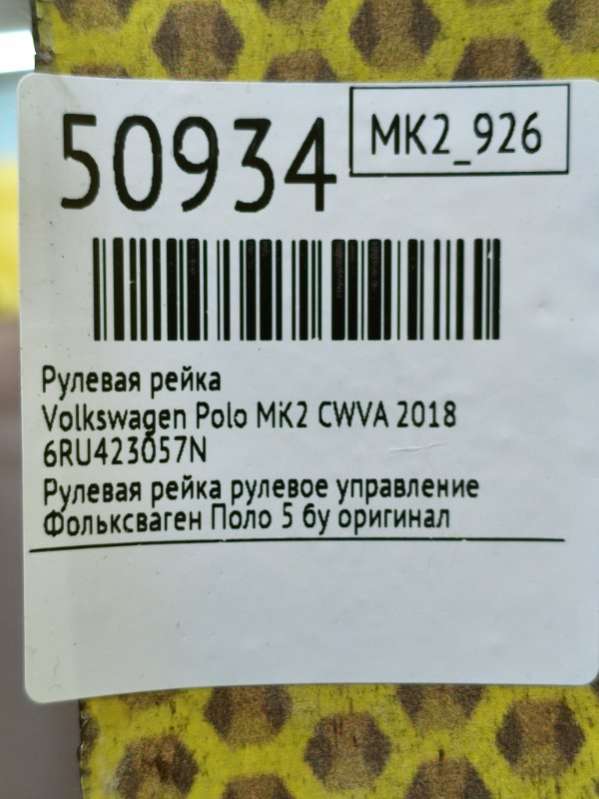 50934
MK2_926
Рулевая рейка
Volkswagen Polo MK2 CWVA 2018
6RU423057N
Рулевая рейка рулевое управление
Фольксваген Поло 5 бу оригинал